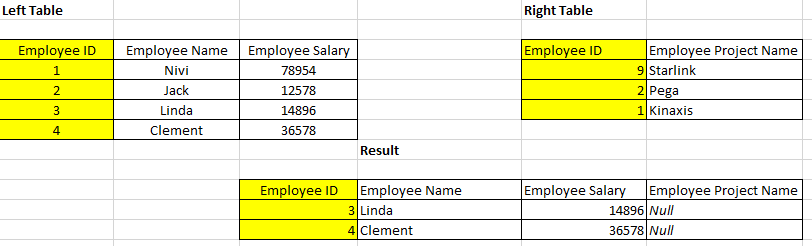 Left Table Right Table
Employee ID Employee Name Employee Salary Employee ID Employee Project Name
1 Nivi 78954 9 Starlink
2 Jack 12578 2 Pega
3 Linda 14896 1 Kinaxis
4 Clement 36578
Result
Employee ID Employee Name Employee Salary Employee Project Name
3 Linda 14896 Null
4 Clement 36578 Null